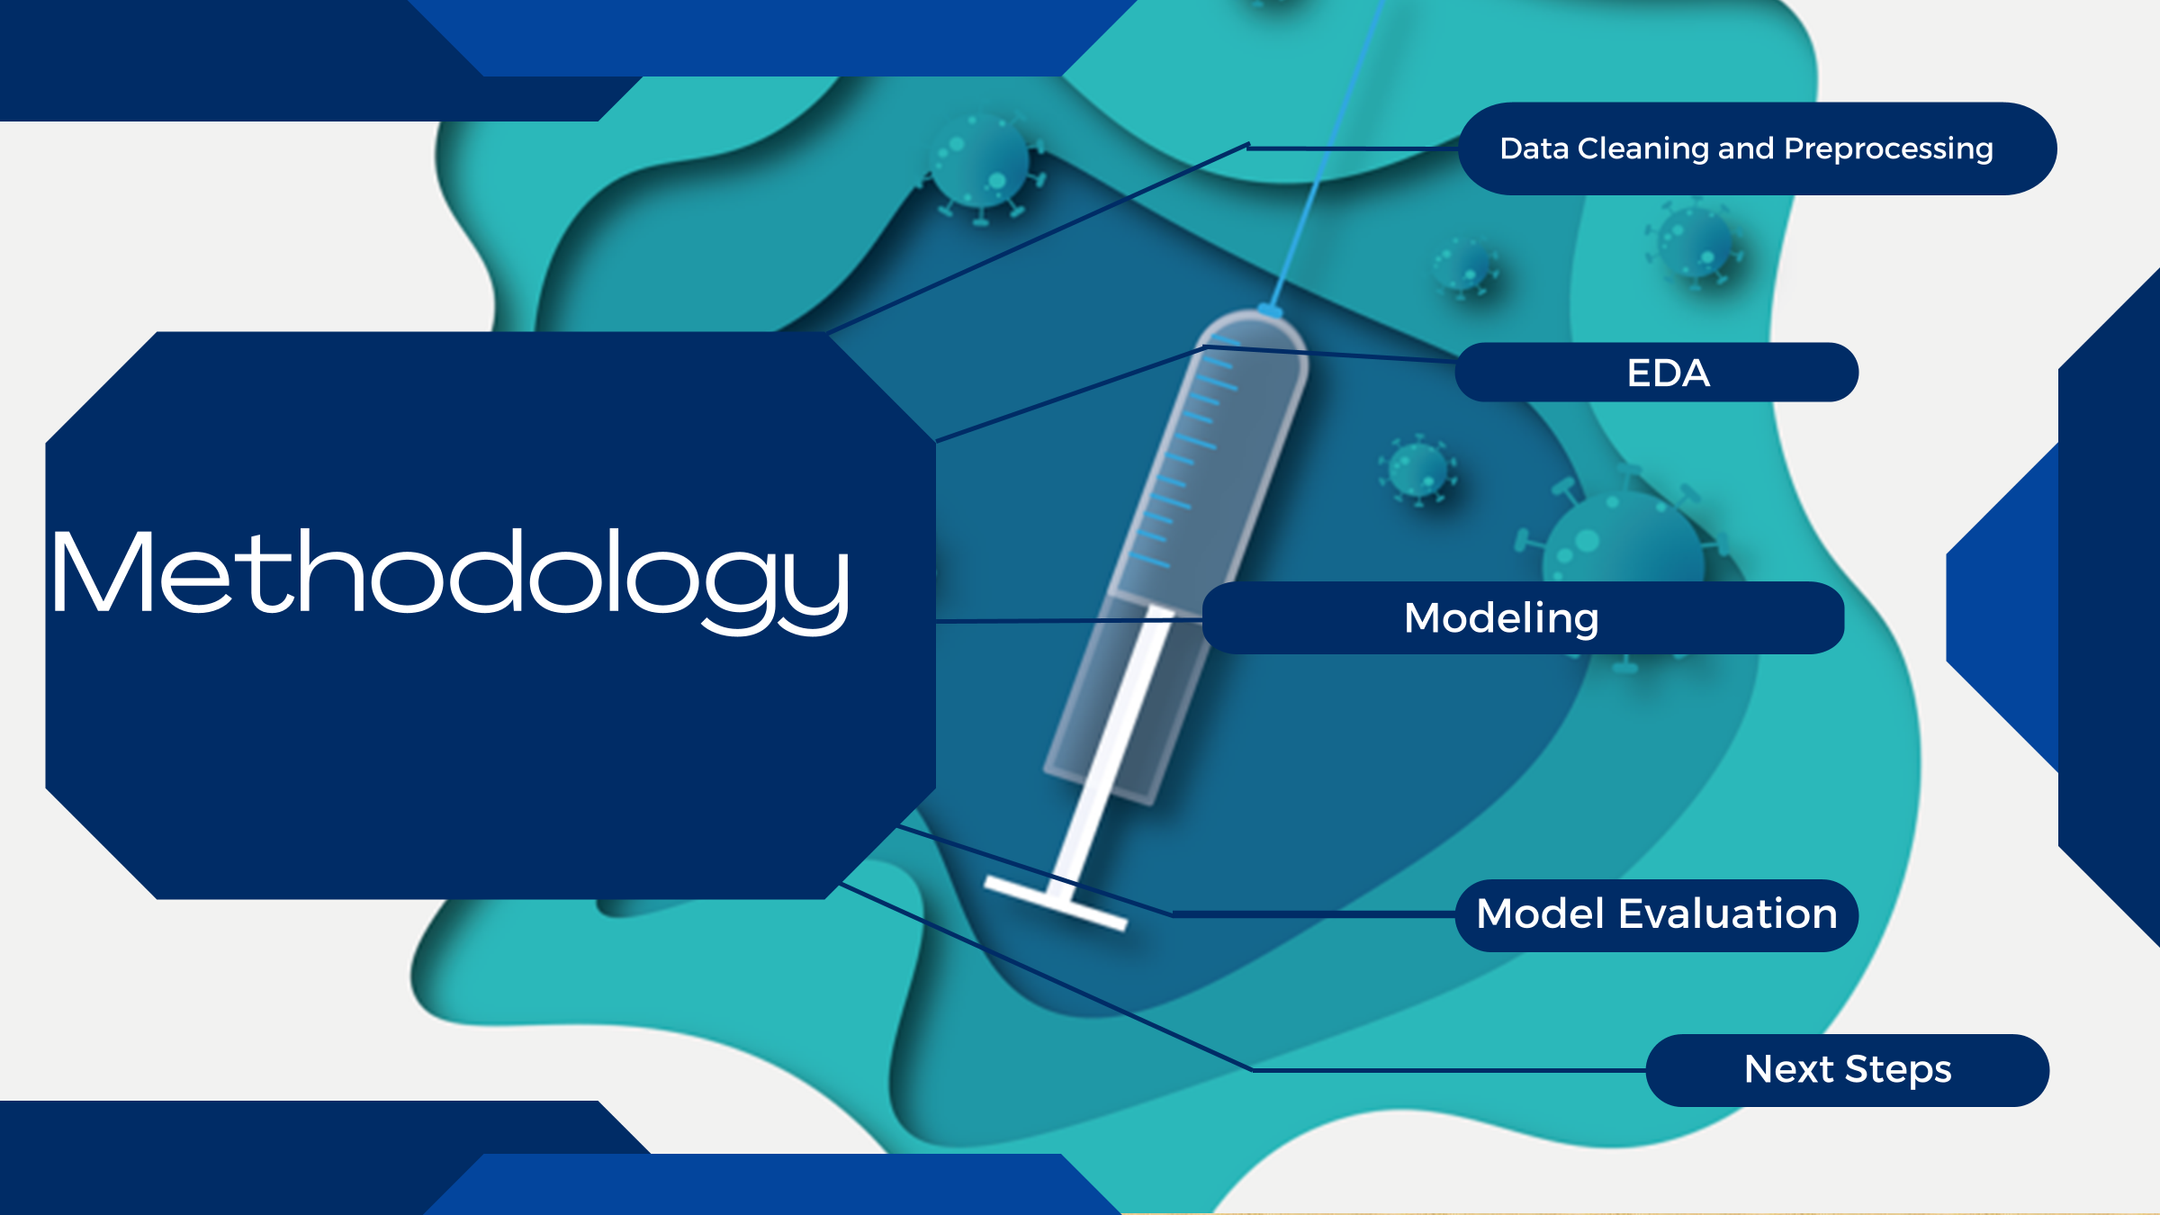 Methodology
Data Cleaning and Preprocessing
EDA
Modeling
Model Evaluation
Next Steps